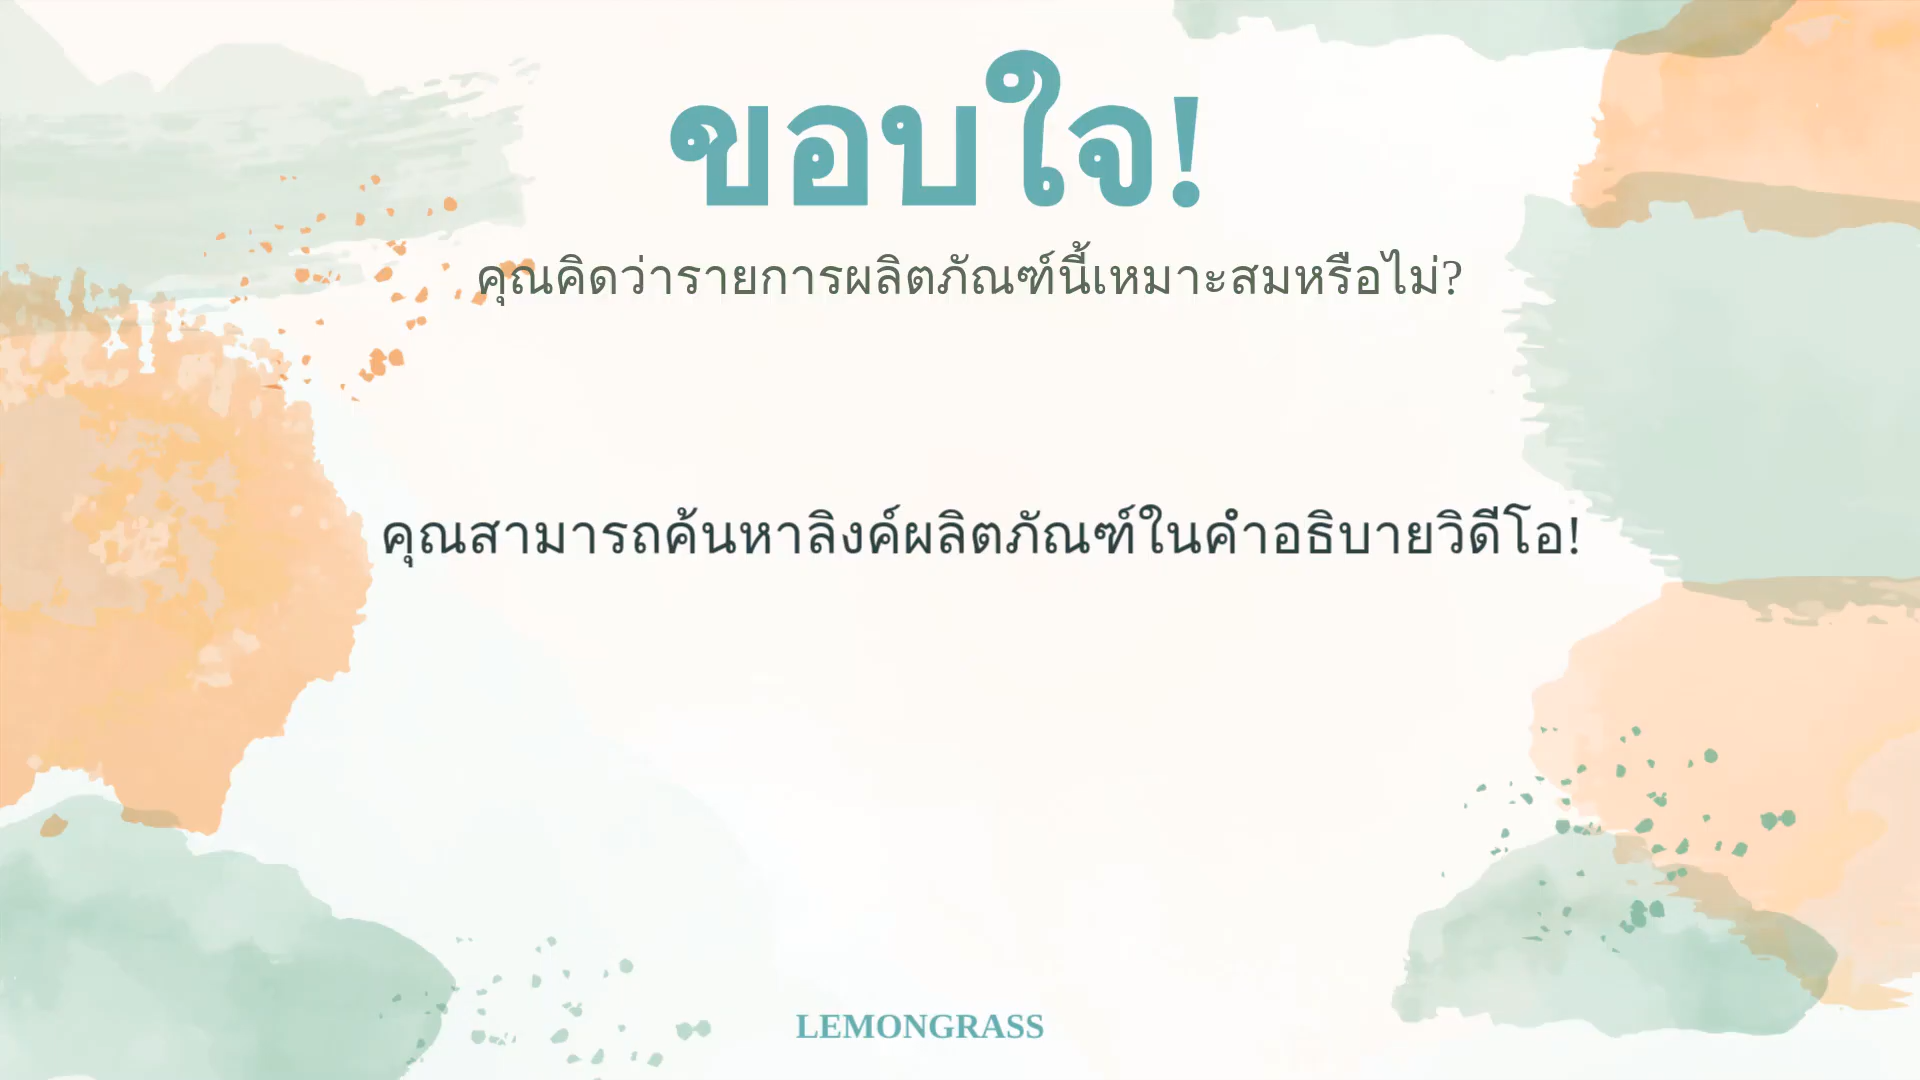 ขอบใจ!
คุณคิดว่ารายการผลิตภัณฑ์นี้เหมาะสมหรือไม่?
คุณสามารถค้นหาลิงค์ผลิตภัณฑ์ในคำอธิบายวิดีโอ!
LEMONGRASS